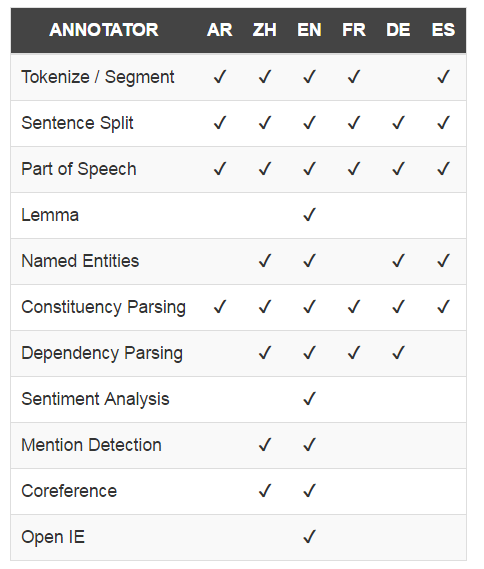 ANNOTATOR AR ZH EN FR DE ES
Tokenize / Segment ✓ ✓ ✓ ✓ ✓
Sentence Split ✓ ✓ ✓ ✓ ✓ ✓
Part of Speech ✓ ✓ ✓ ✓ ✓ ✓
Lemma ✓
Named Entities ✓ ✓ ✓ ✓
Constituency Parsing ✓ ✓ ✓ ✓ ✓ ✓
Dependency Parsing ✓ ✓ ✓ ✓
Sentiment Analysis ✓
Mention Detection ✓ ✓
Coreference ✓ ✓
Open IE ✓